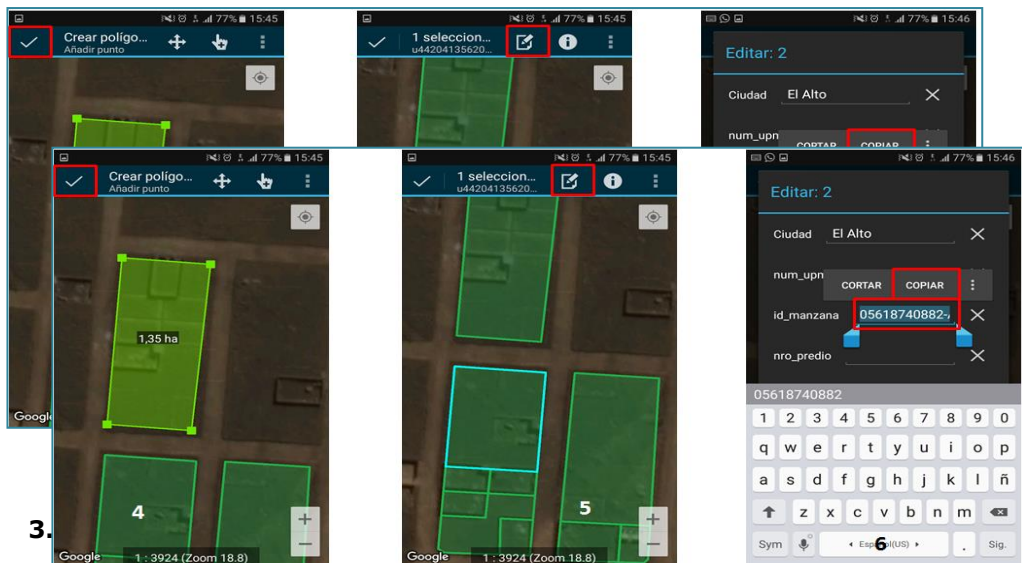 77% 15:45
Crear polígo...
Añadir punto
77% 15:45
1 seleccion...
u44204135620...
77% 15:46
Editar: 2
Ciudad El Alto
num_upn
CORTAR COPIAR
Google
77% 15:45
Crear polígo...
Añadir punto
1,35 ha
4
3.
Google 1 : 3924 (Zoom 18.8)
77% 15:45
1 seleccion...
u44204135620...
5
Google 1 : 3924 (Zoom 18.8)
77% 15:46
Editar: 2
Ciudad El Alto
num_upn
CORTAR COPIAR
id_manzana 05618740882-
nro_predio
05618740882
1 2 3 4 5 6 7 8 9 0
q w e r t y u i o p
a s d f g h j k l ñ
z x c v b n m
Sym Español(US) . Sig.
6